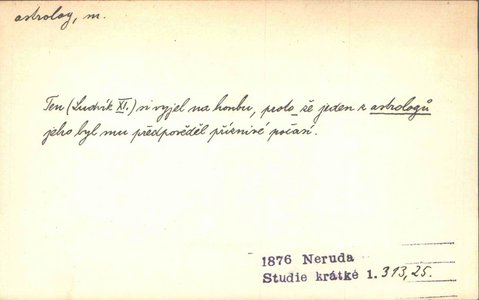 astrolog, m.
Ten (Ludvík XI.) si vyjel na honbu, proto že jeden z astrologů
jeho byl mu předpověděl příznivé počasí.
1876 Neruda
Studie krátké 1. 313,25.